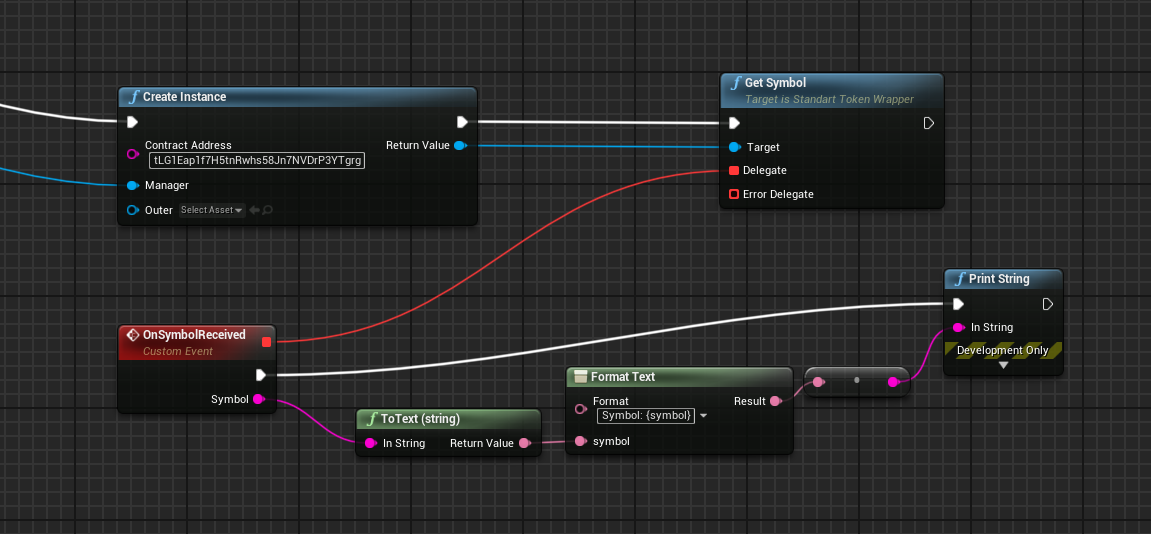 Create Instance
Contract Address
tLG1Eap1f7H5tnRwhs58Jn7NVDrP3YTgrg
Return Value
Manager
Outer
Select Asset
Get Symbol
Target is Standart Token Wrapper
Target
Delegate
Error Delegate
OnSymbolReceived
Custom Event
Symbol
ToText (string)
In String
Return Value
Format Text
Format
Symbol: {symbol}
Result
symbol
Print String
In String
Development Only